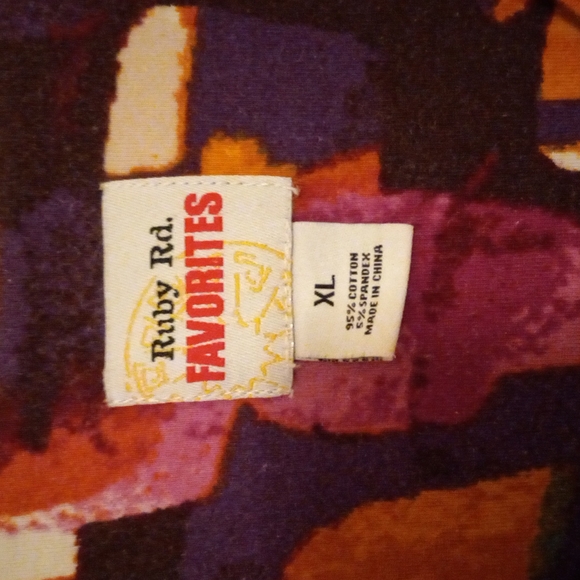 Ruby Rd.
FAVORITES
XL
95% COTTON
5% SPANDEX
MADE IN CHINA